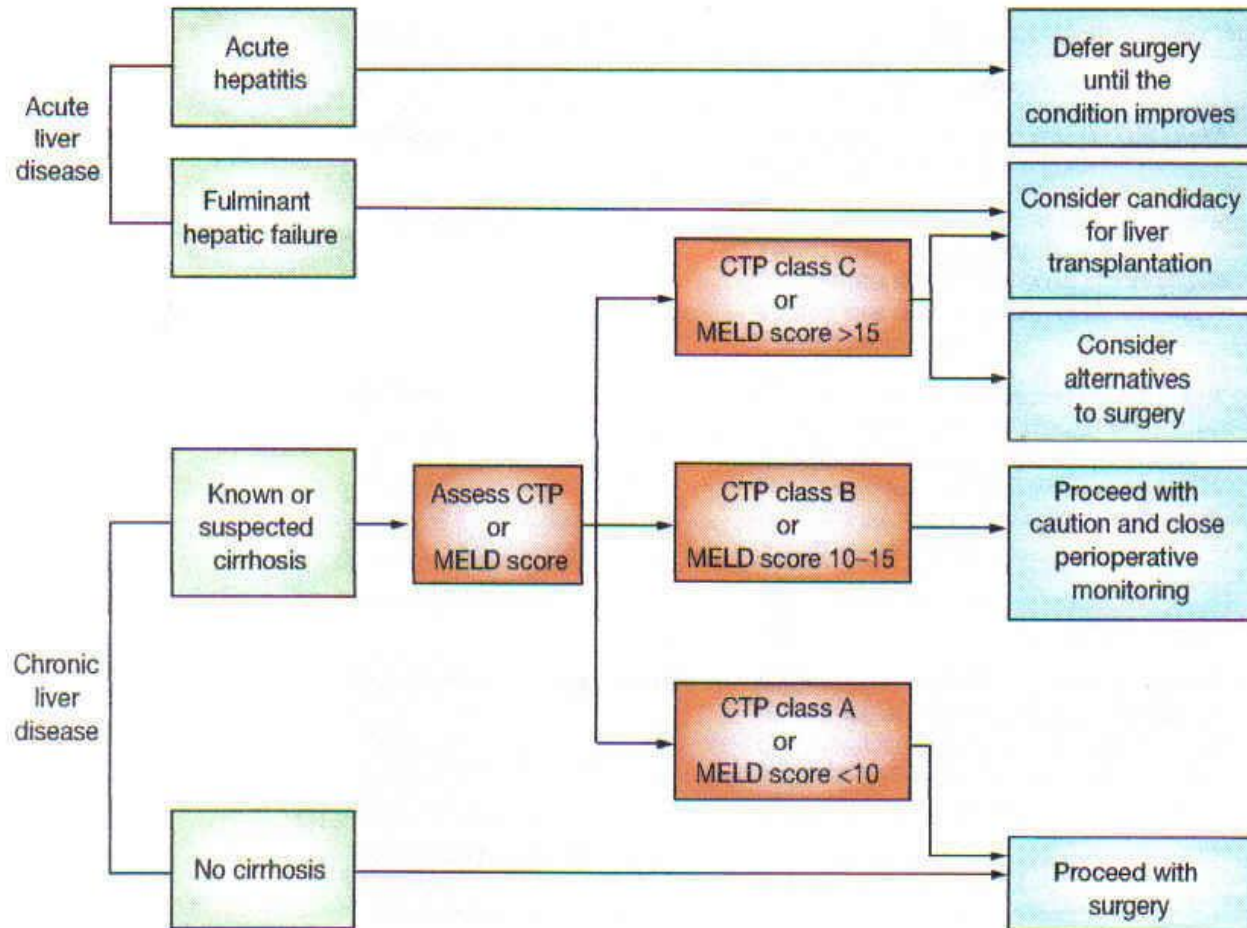 Acute
liver
disease
Acute
hepatitis
Defer surgery
until the
condition improves
Fulminant
hepatic failure
Consider candidacy
for liver
transplantation
CTP class C
or
MELD score >15
Consider
alternatives
to surgery
Chronic
liver
disease
Known or
suspected
cirrhosis
Assess CTP
or
MELD score
CTP class B
or
MELD score 10–15
Proceed with
caution and close
perioperative
monitoring
CTP class A
or
MELD score <10
No cirrhosis
Proceed with
surgery